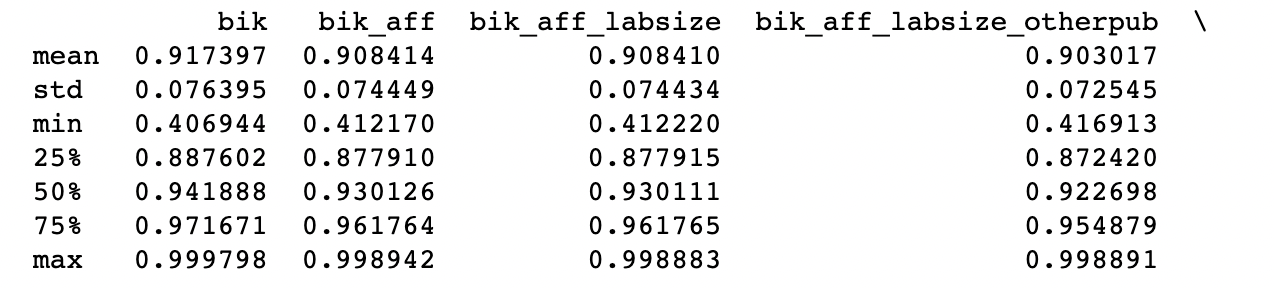 bik bik_aff bik_aff_labsize bik_aff_labsize_otherpub \
mean 0.917397 0.908414 0.908410 0.903017
std 0.076395 0.074449 0.074434 0.072545
min 0.406944 0.412170 0.412220 0.416913
25% 0.887602 0.877910 0.877915 0.872420
50% 0.941888 0.930126 0.930111 0.922698
75% 0.971671 0.961764 0.961765 0.954879
max 0.999798 0.998942 0.998883 0.998891